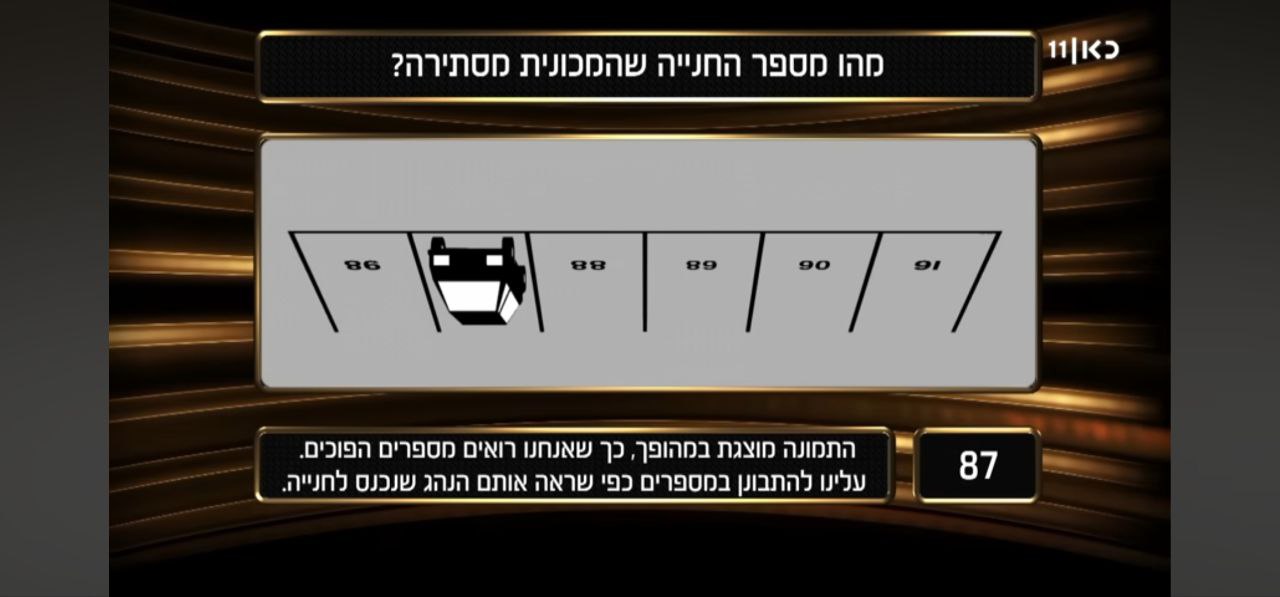 כאן|11
מהו מספר החנייה שהמכונית מסתירה?
86 88 89 90 91
התמונה מוצגת במהופך, כך שאנחנו רואים מספרים הפוכים.
עלינו להתבונן במספרים כפי שראה אותם הנהג שנכנס לחנייה.
87